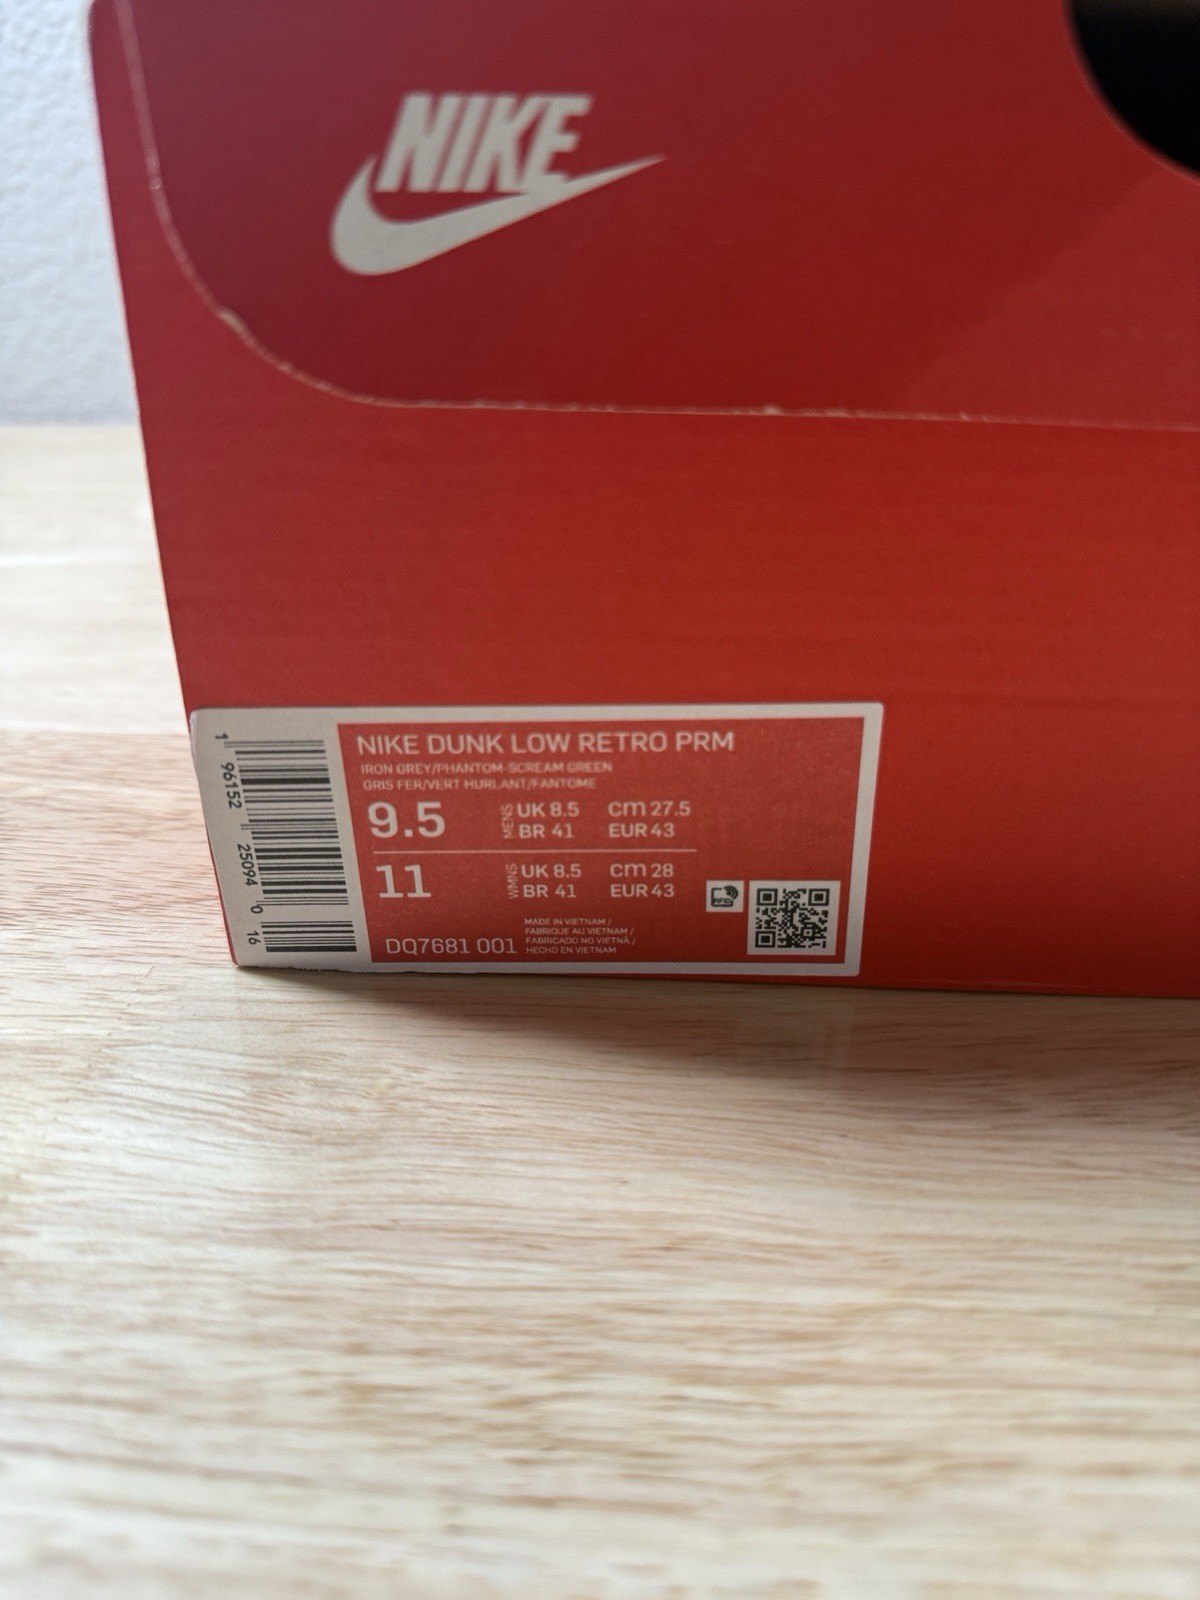 NIKE
NIKE DUNK LOW RETRO PRM
IRON GREY/PHANTOM-SCREAM GREEN
GRIS FER/VERT HURLANT/FANTOME
9.5 MENS UK 8.5 cm 27.5
BR 41 EUR 43
11 WMNS UK 8.5 cm 28
BR 41 EUR 43
DQ7681 001
MADE IN VIETNAM /
FABRIQUE AU VIETNAM /
FABRICADO NO VIETNÃ /
HECHO EN VIETNAM
RFID
1 96152 25094 0 16